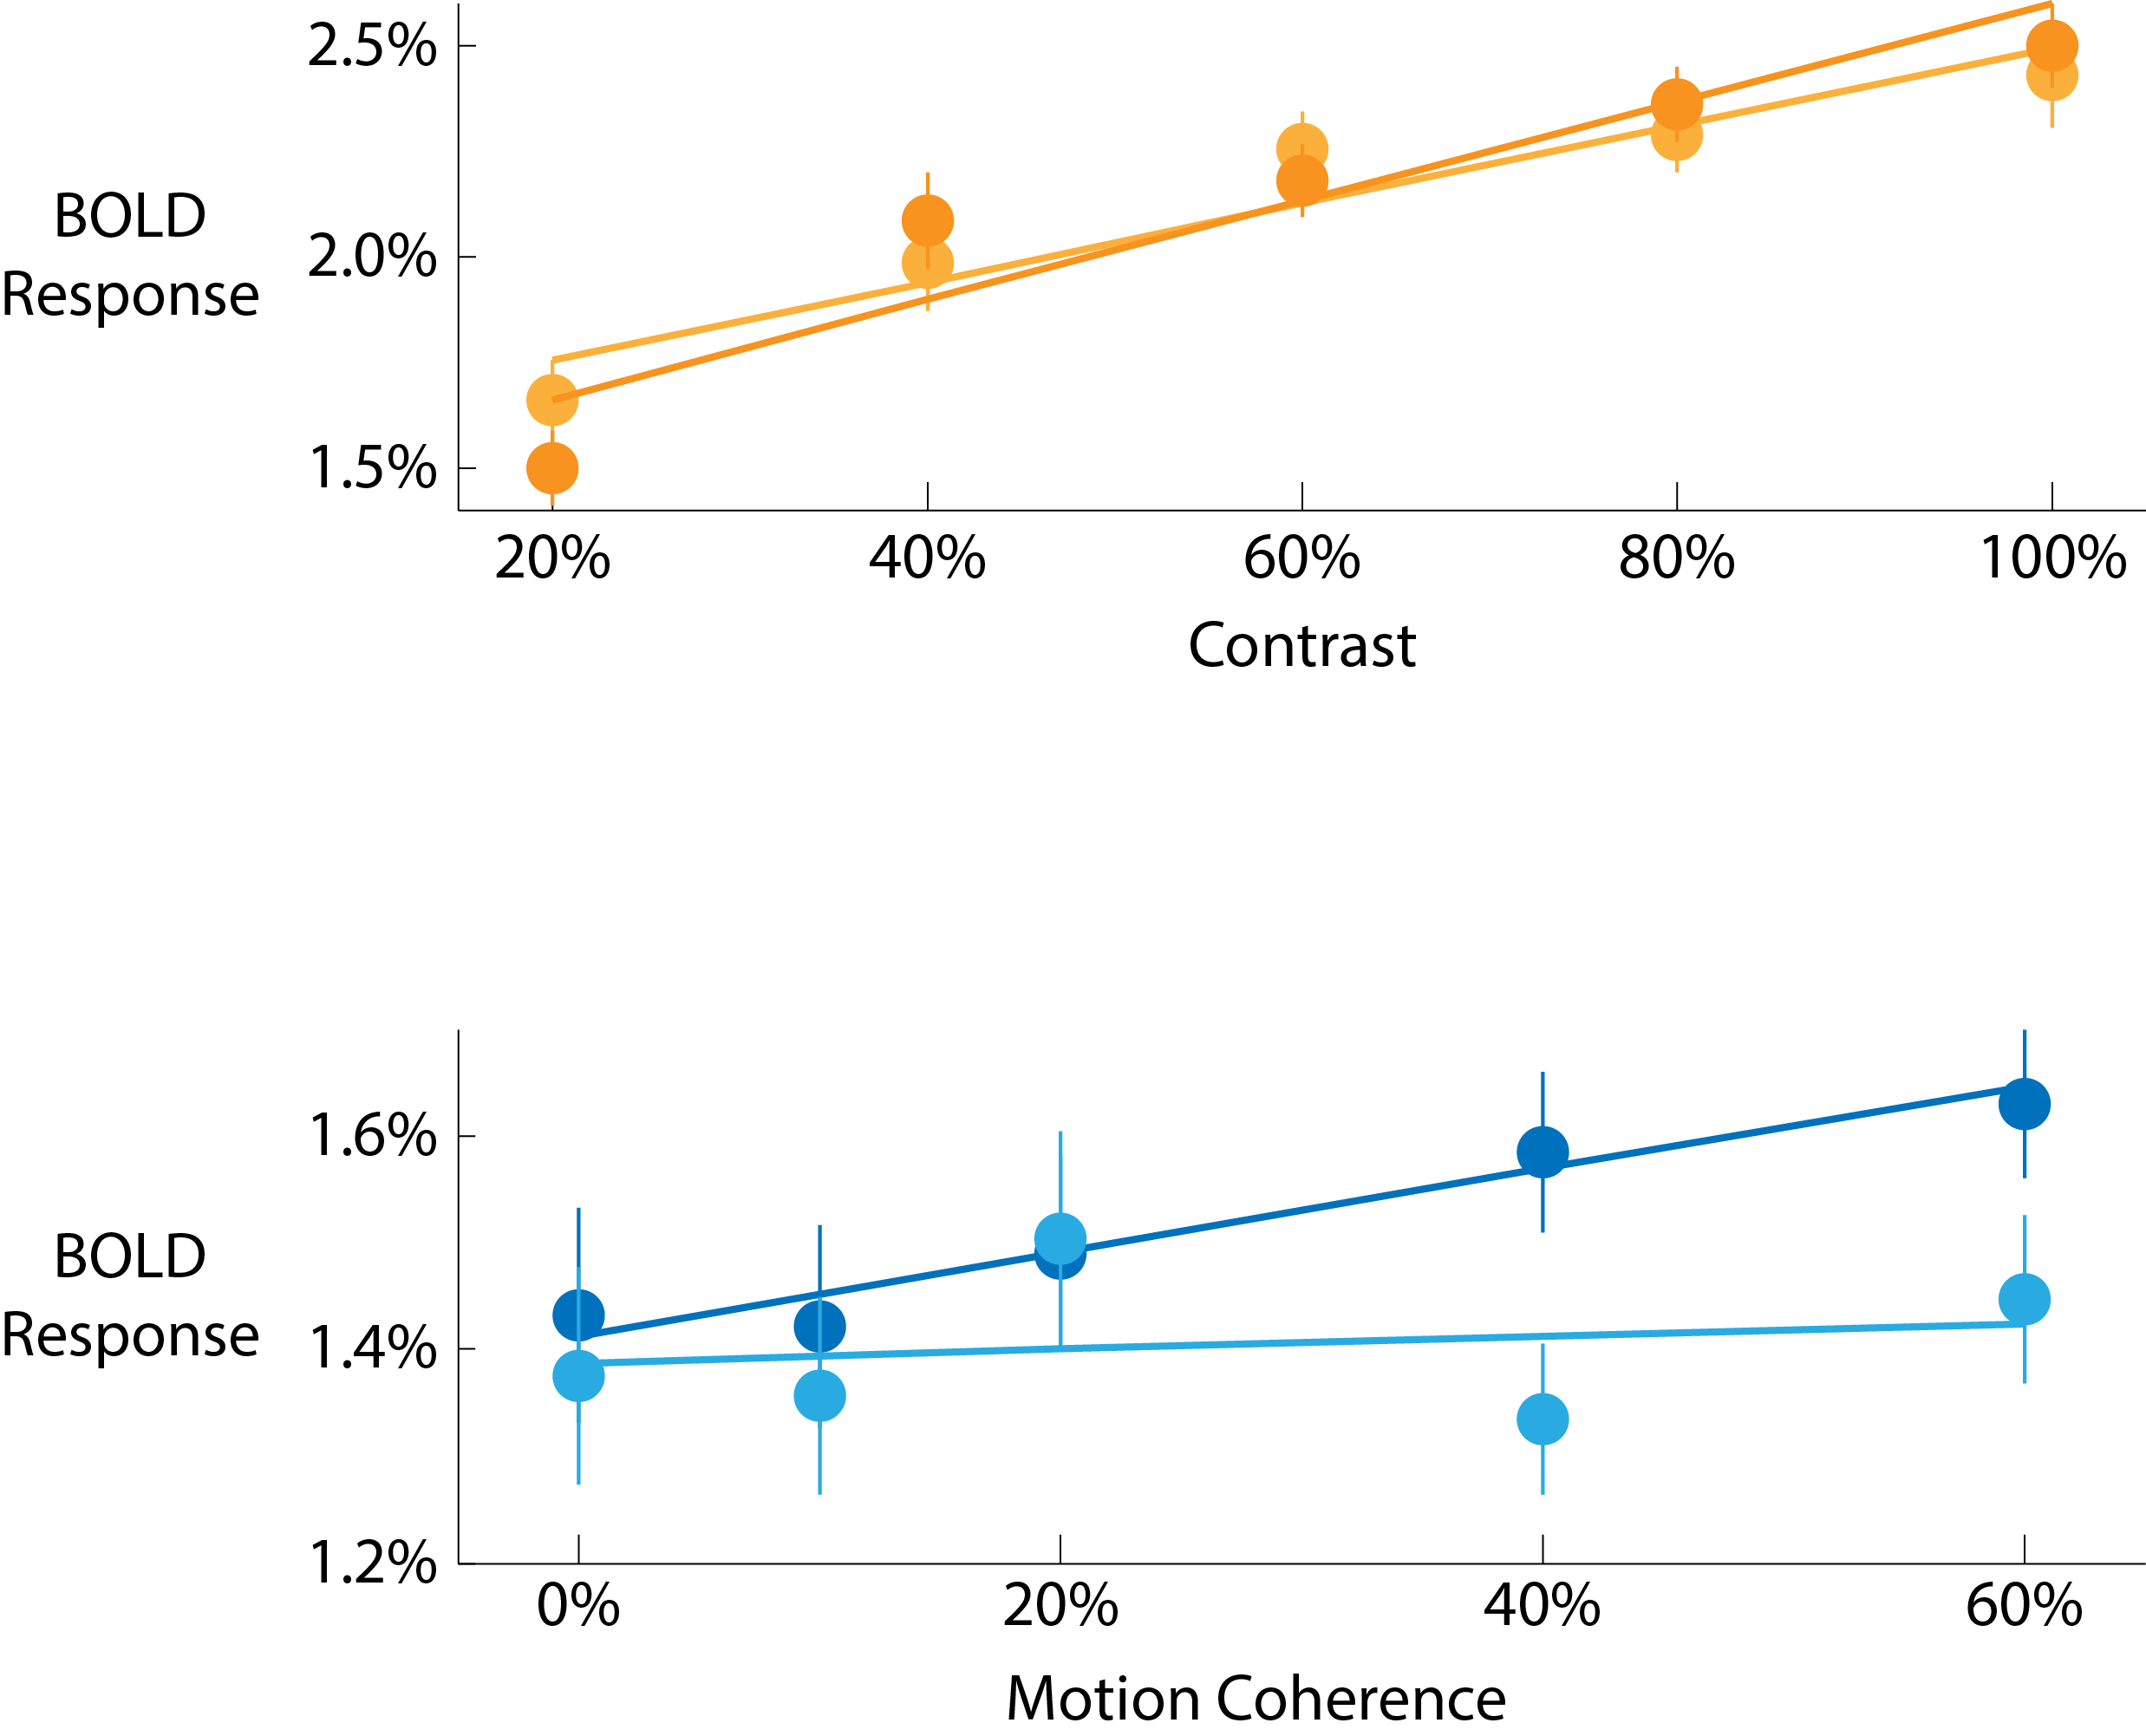 2.5%
BOLD
Response
2.0%
1.5%
20% 40% 60% 80% 100%
Contrast
1.6%
BOLD
Response
1.4%
1.2%
0% 20% 40% 60%
Motion Coherence